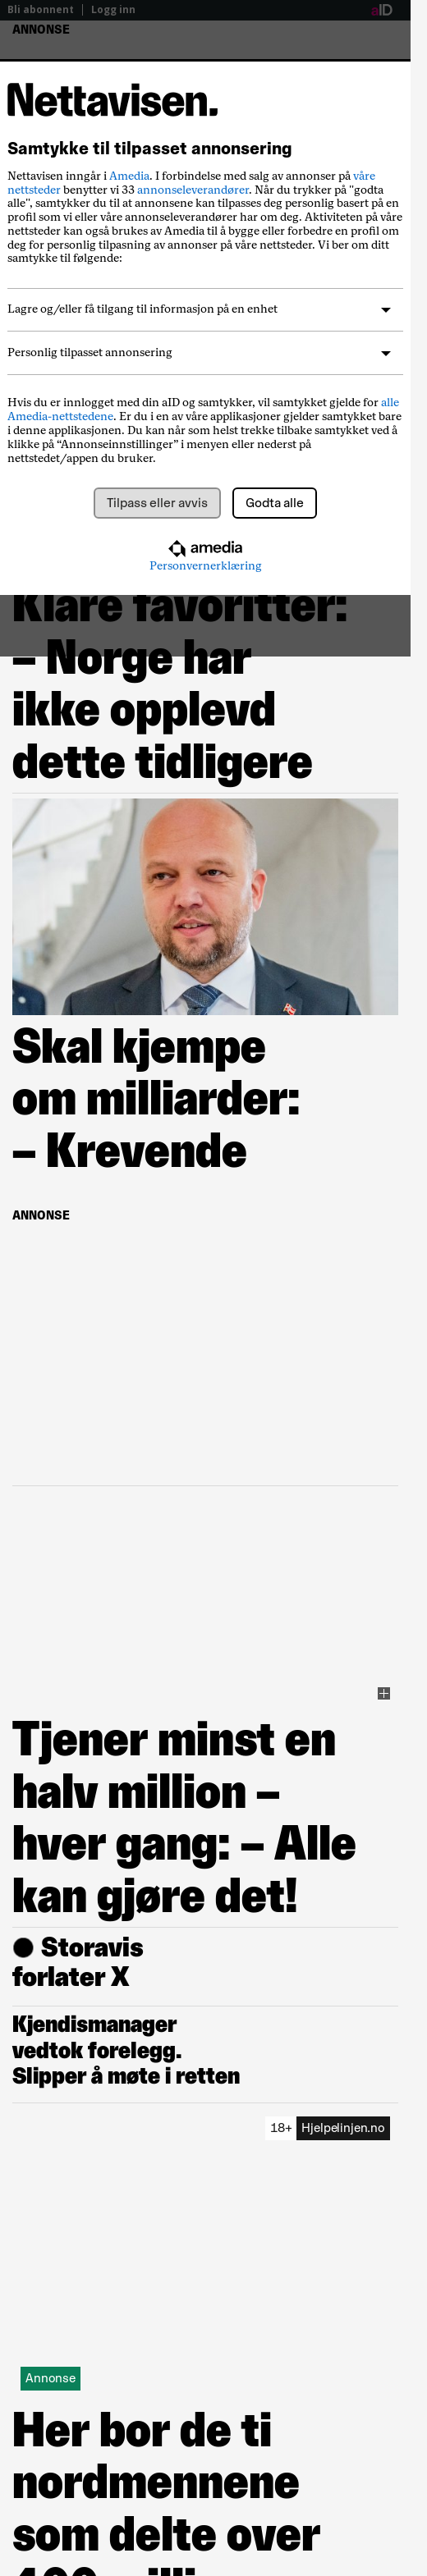 Bli abonnent | Logg inn aID
ANNONSE
Nettavisen.
Samtykke til tilpasset annonsering
Nettavisen inngår i Amedia. I forbindelse med salg av annonser på våre
nettsteder benytter vi 33 annonseleverandører. Når du trykker på "godta
alle", samtykker du til at annonsene kan tilpasses deg personlig basert på en
profil som vi eller våre annonseleverandører har om deg. Aktiviteten på våre
nettsteder kan også brukes av Amedia til å bygge eller forbedre en profil om
deg for personlig tilpasning av annonser på våre nettsteder. Vi ber om ditt
samtykke til følgende:
Lagre og/eller få tilgang til informasjon på en enhet
Personlig tilpasset annonsering
Hvis du er innlogget med din aID og samtykker, vil samtykket gjelde for alle
Amedia-nettstedene. Er du i en av våre applikasjoner gjelder samtykket bare
i denne applikasjonen. Du kan når som helst trekke tilbake samtykket ved å
klikke på “Annonseinnstillinger” i menyen eller nederst på
nettstedet/appen du bruker.
Tilpass eller avvis Godta alle
amedia
Personvernerklæring
Klare favoritter:
– Norge har
ikke opplevd
dette tidligere
Skal kjempe
om milliarder:
– Krevende
ANNONSE
Tjener minst en
halv million –
hver gang: – Alle
kan gjøre det!
Storavis
forlater X
Kjendismanager
vedtok forelegg.
Slipper å møte i retten
18+ Hjelpelinjen.no
Annonse
Her bor de ti
nordmennene
som delte over